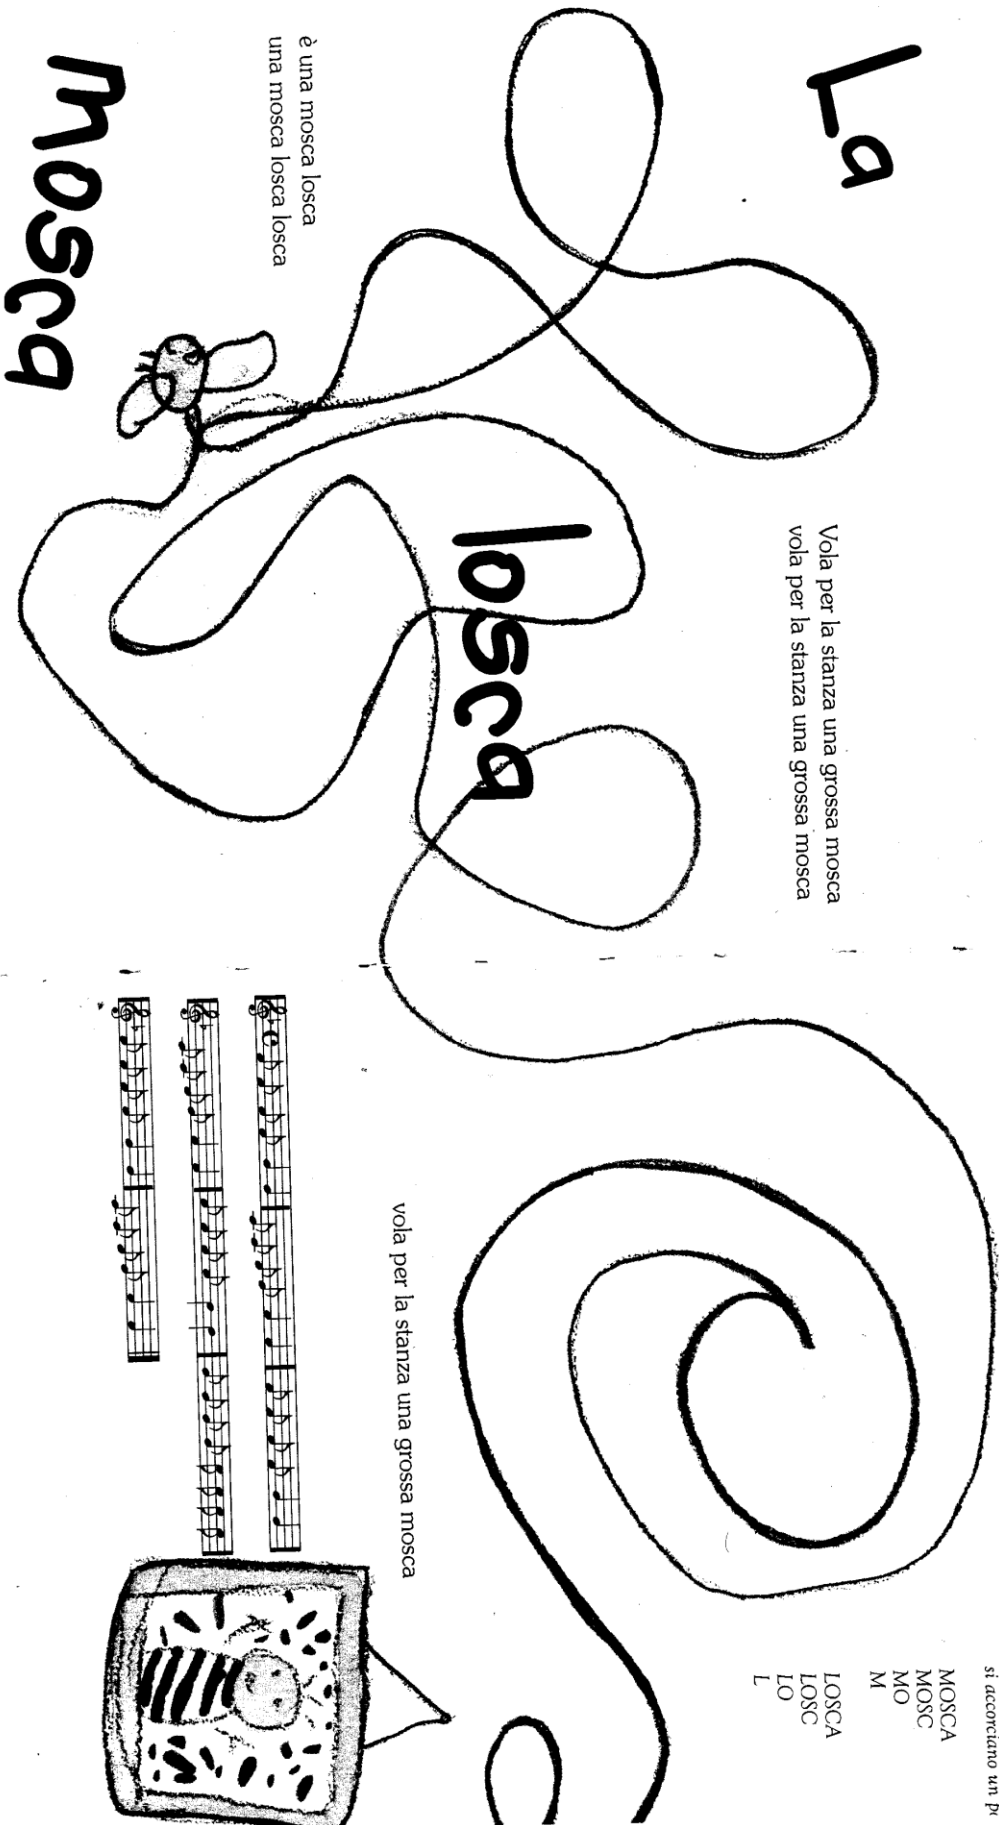 La
mosca
losca
Vola per la stanza una grossa mosca
vola per la stanza una grossa mosca
è una mosca losca
una mosca losca losca
vola per la stanza una grossa mosca
si accorciano un
MOSCA
MOSC
MO
M
LOSCA
LOSC
LO
L